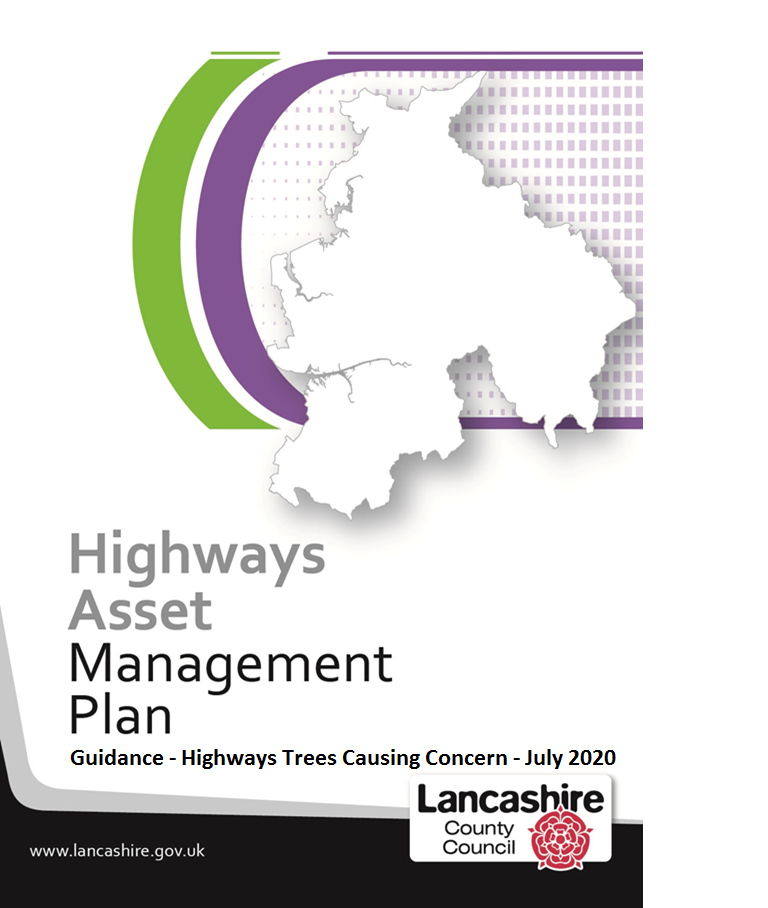 Highways
Asset
Management
Plan
Guidance - Highways Trees Causing Concern - July 2020
Lancashire
County
Council
www.lancashire.gov.uk